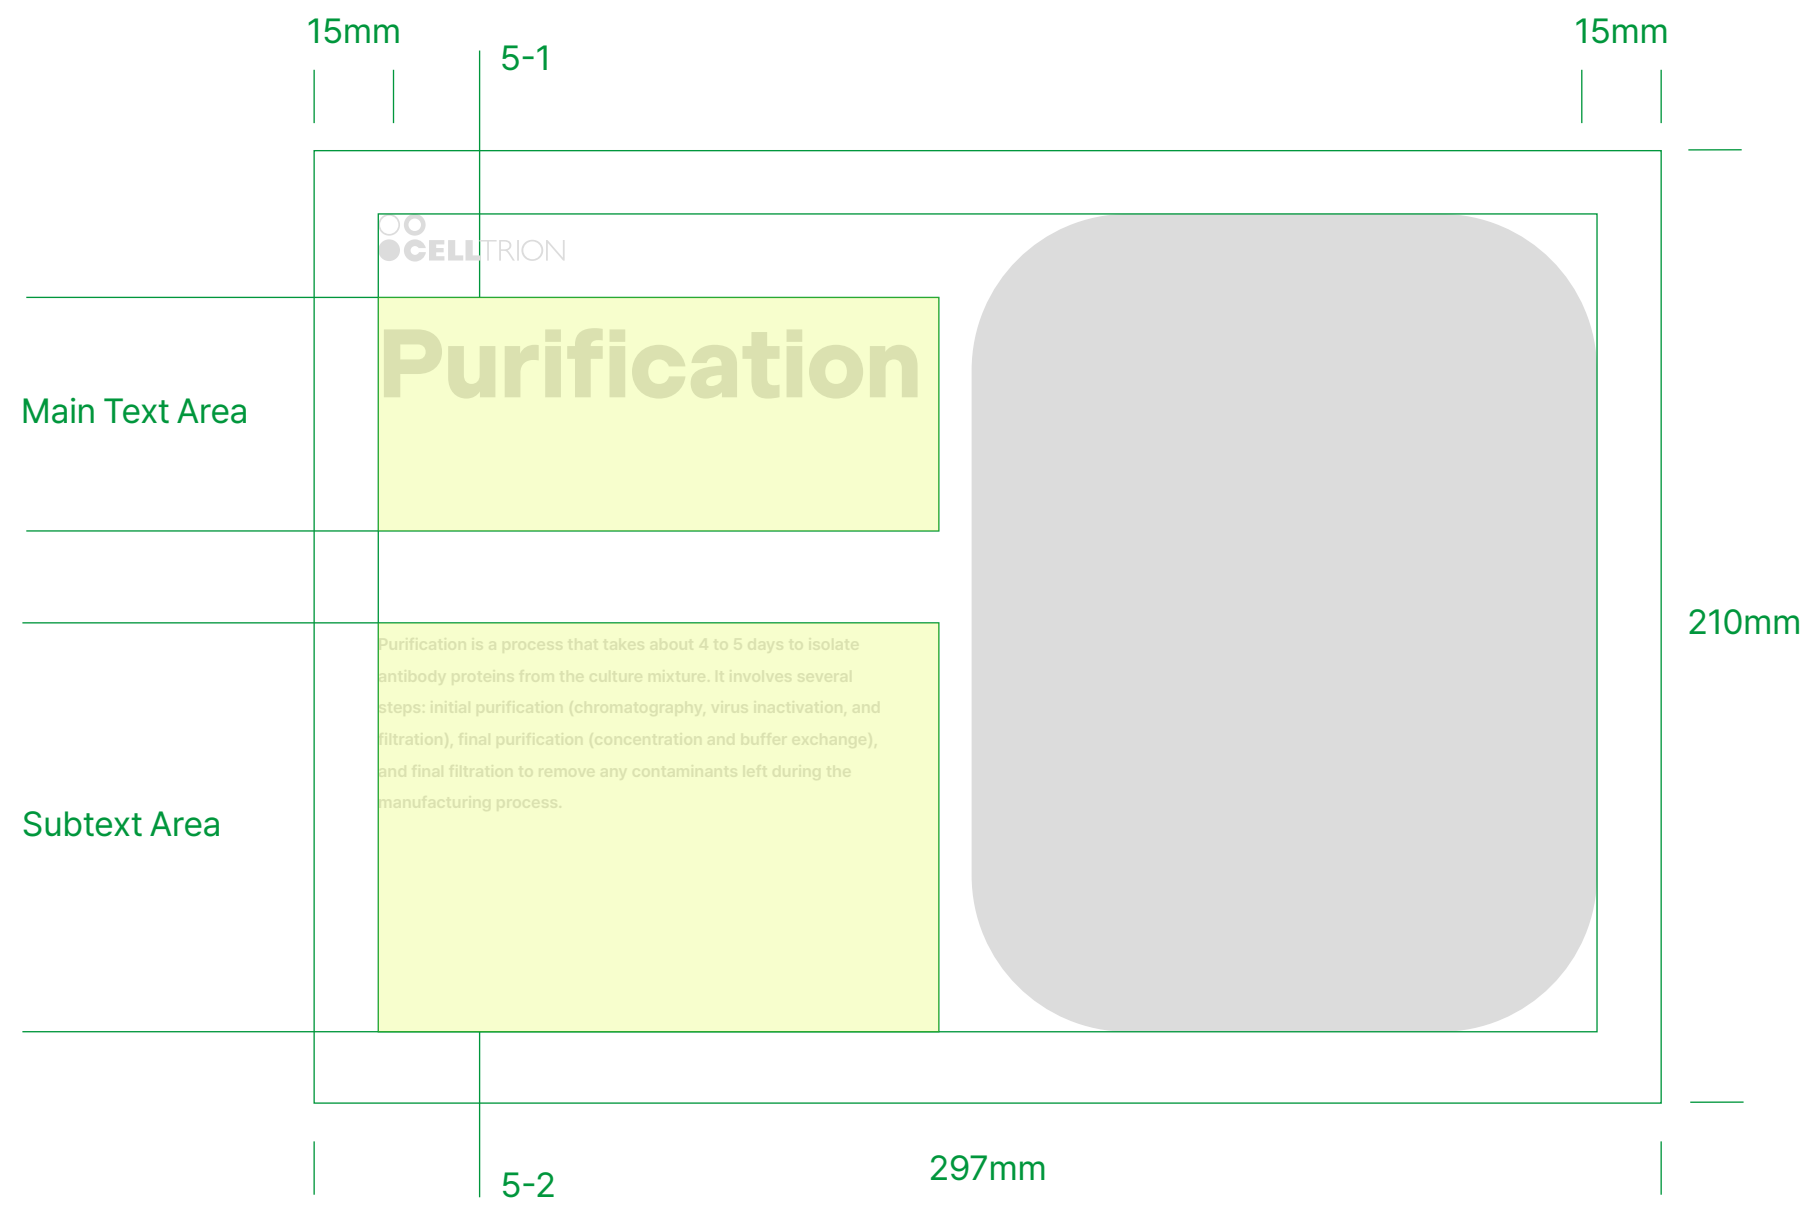 15mm
15mm
5-1
CELLTRION
Purification
Main Text Area
210mm
Purification is a process that takes about 4 to 5 days to isolate
antibody proteins from the culture mixture. It involves several
steps: initial purification (chromatography, virus inactivation, and
filtration), final purification (concentration and buffer exchange),
and final filtration to remove any contaminants left during the
manufacturing process.
Subtext Area
297mm
5-2